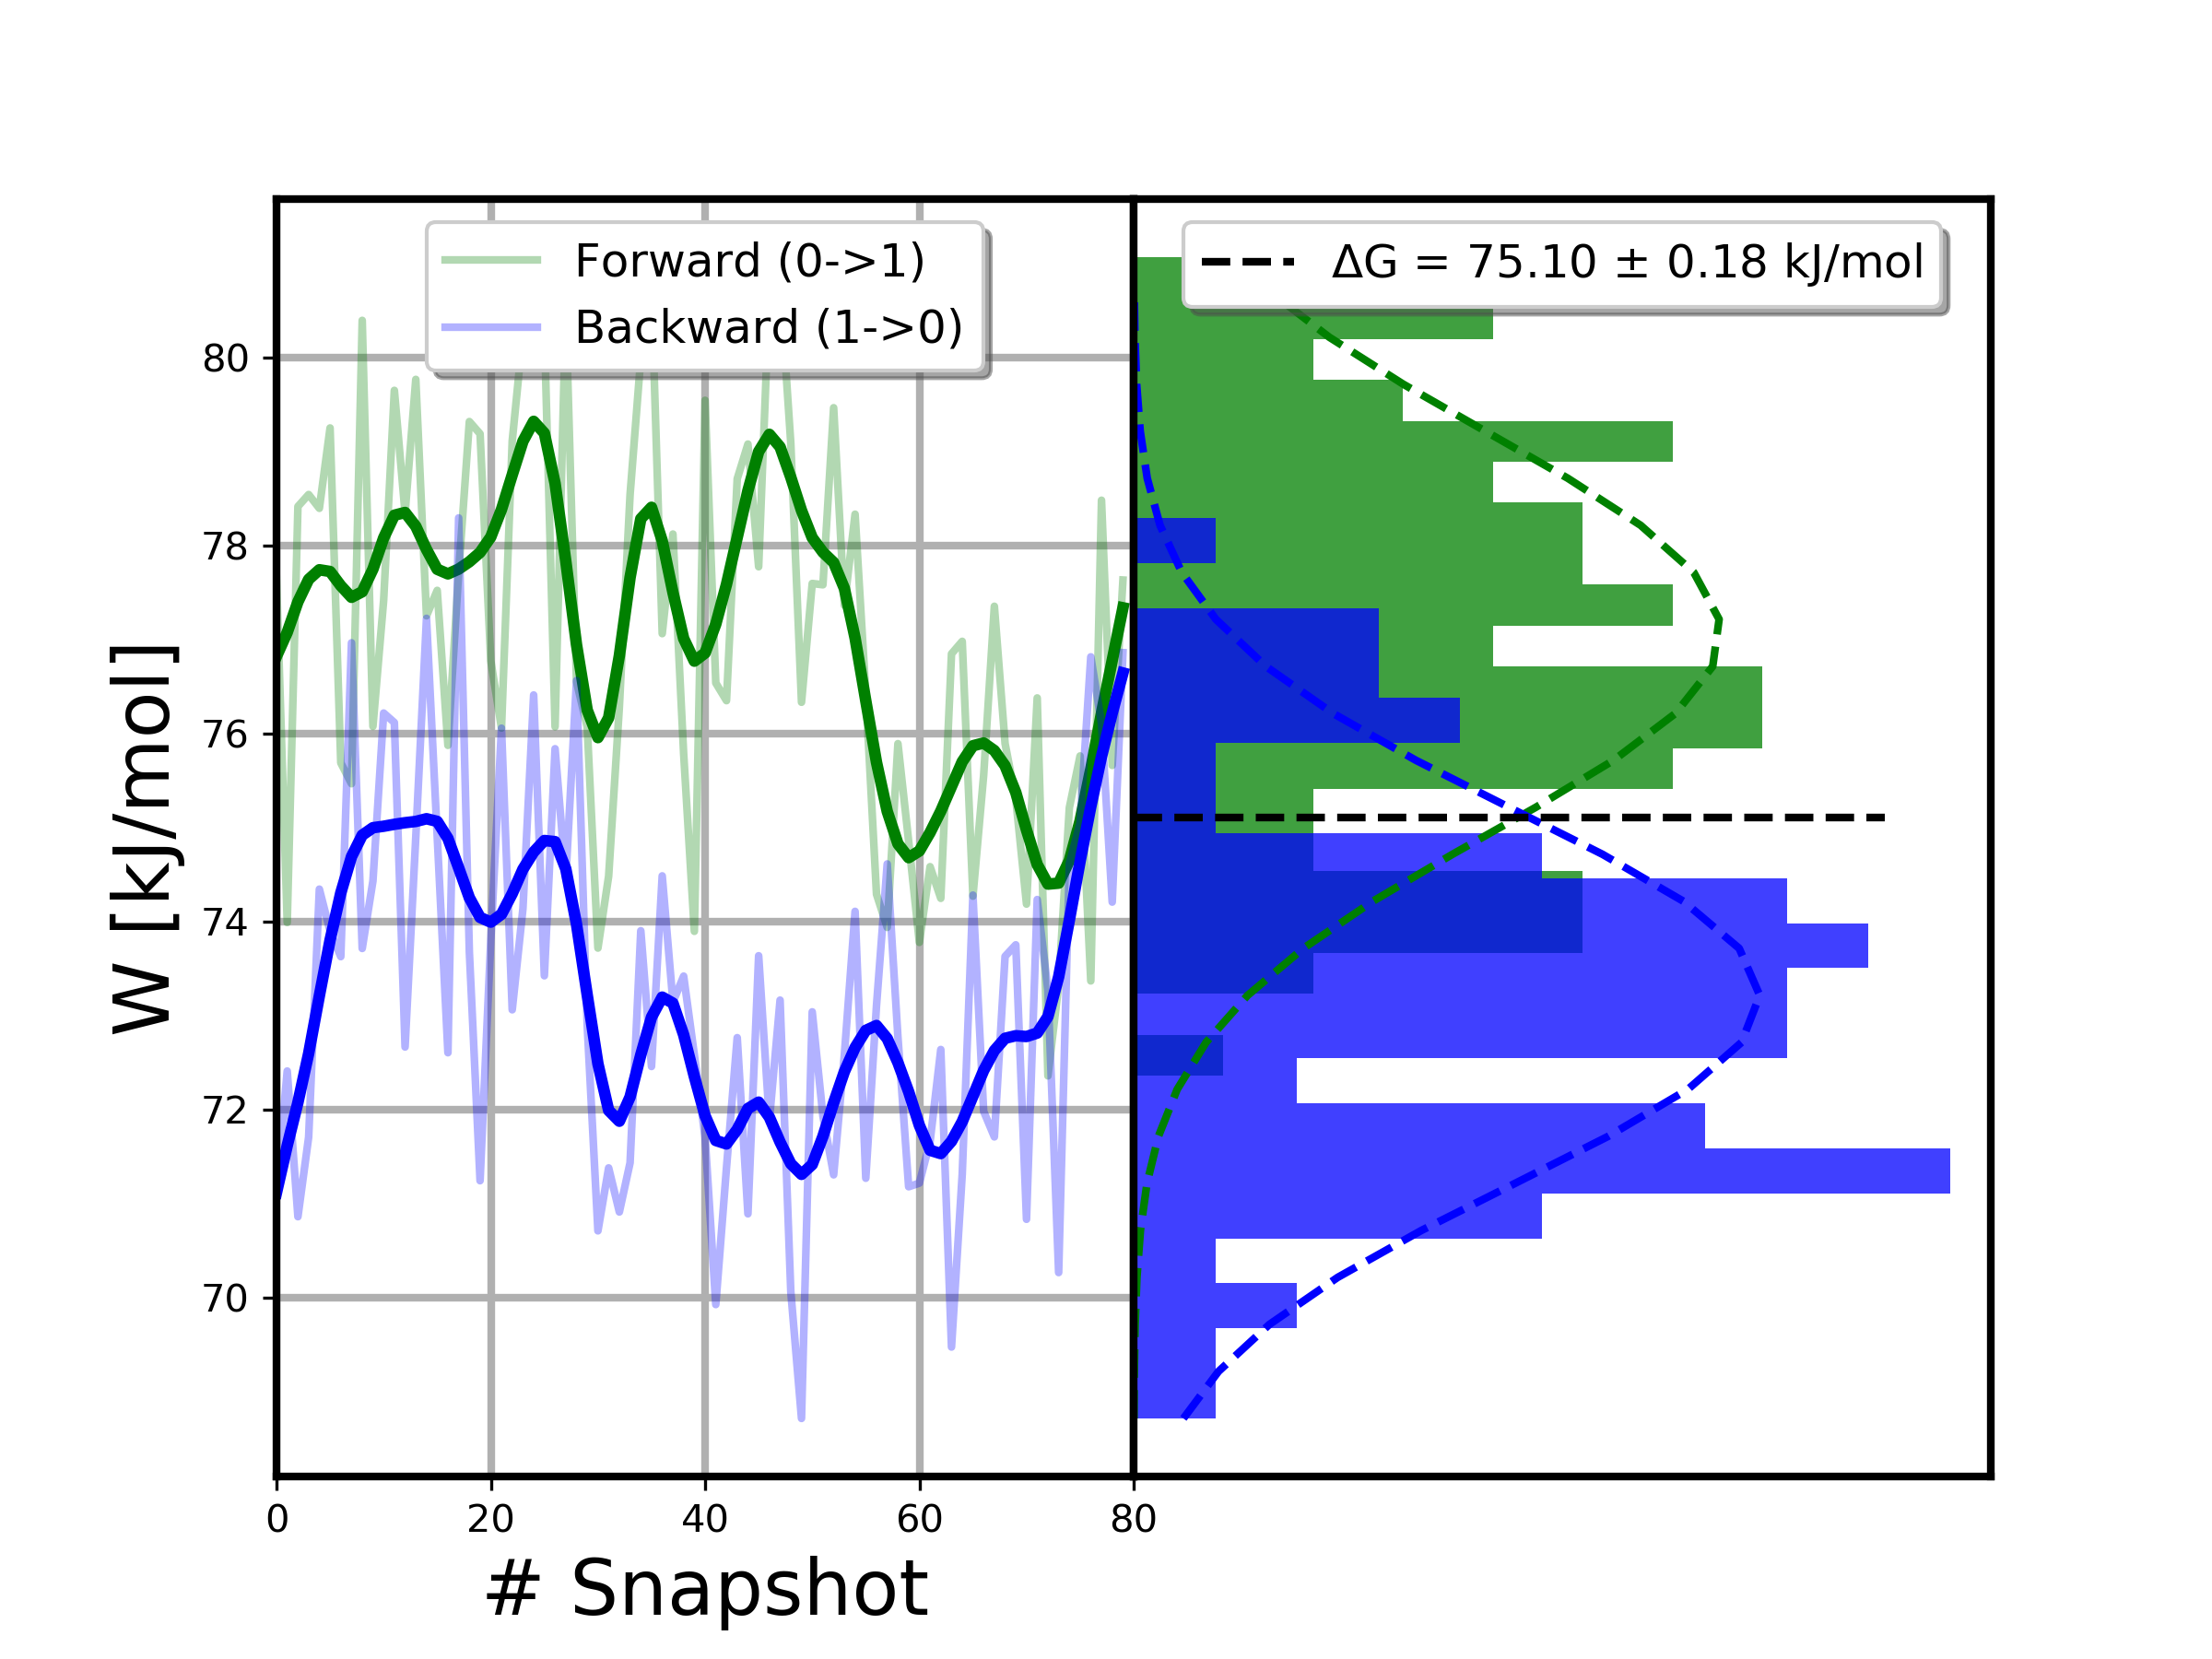 Forward (0->1)
Backward (1->0)
ΔG = 75.10 ± 0.18 kJ/mol
W [kJ/mol]
80
78
76
74
72
70
0 20 40 60 80
# Snapshot